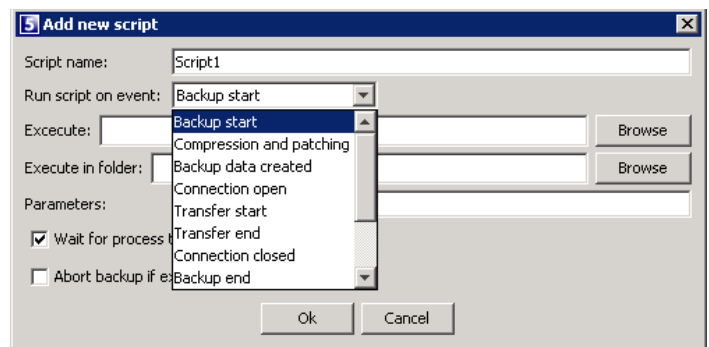 5 Add new script
Script name: Script1
Run script on event: Backup start
Backup start
Excecute: Browse
Compression and patching
Backup data created
Execute in folder: Browse
Connection open
Parameters:
Transfer start
Wait for process
Transfer end
Connection closed
Abort backup if
Backup end
Ok Cancel